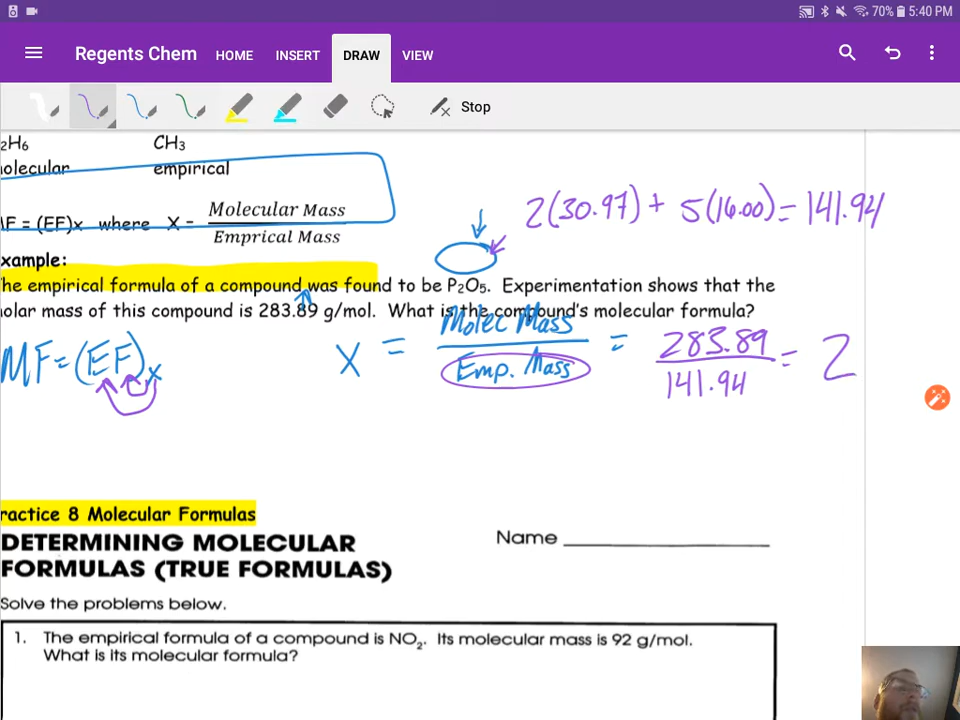 70% 5:40 PM
Regents Chem HOME INSERT DRAW VIEW
Stop
2H6 CH3
olecular empirical
F = (EF)x where X = Molecular Mass
Emprical Mass
2(30.97) + 5(16.00) = 141.94
xample:
he empirical formula of a compound was found to be P₂O₅. Experimentation shows that the
olar mass of this compound is 283.89 g/mol. What is the compound's molecular formula?
MF = (EF)x X = Molec Mass = 283.89 = 2
Emp. Mass 141.94
ractice 8 Molecular Formulas
DETERMINING MOLECULAR
FORMULAS (TRUE FORMULAS)
Name
Solve the problems below.
1. The empirical formula of a compound is NO₂. Its molecular mass is 92 g/mol.
What is its molecular formula?